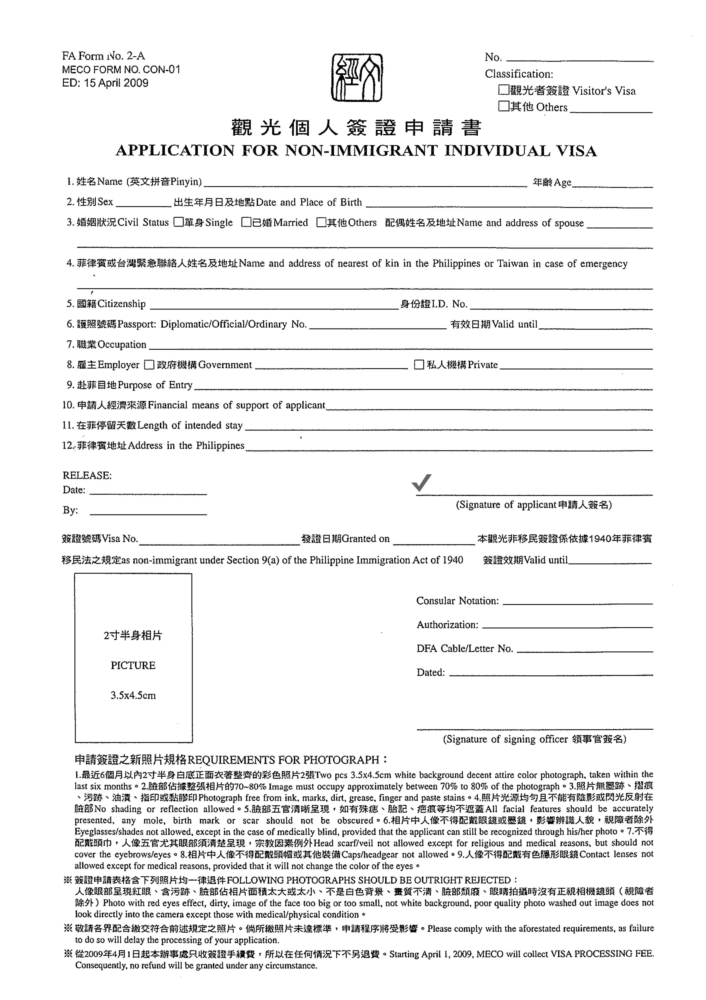 FA Form No. 2-A
MECO FORM NO. CON-01
ED: 15 April 2009
No.
Classification:
□觀光者簽證 Visitor's Visa
□其他 Others
觀光個人簽證申請書
APPLICATION FOR NON-IMMIGRANT INDIVIDUAL VISA
1. 姓名Name (英文拼音Pinyin) 年齡Age
2. 性別Sex 出生年月日及地點Date and Place of Birth
3. 婚姻狀況Civil Status □單身Single □已婚Married □其他Others 配偶姓名及地址Name and address of spouse
4. 菲律賓或台灣緊急聯絡人姓名及地址Name and address of nearest of kin in the Philippines or Taiwan in case of emergency
5. 國籍Citizenship 身份證I.D. No.
6. 護照號碼Passport: Diplomatic/Official/Ordinary No. 有效日期Valid until
7. 職業Occupation
8. 雇主Employer □ 政府機構Government □ 私人機構Private
9. 赴菲目地Purpose of Entry
10. 申請人經濟來源Financial means of support of applicant
11. 在菲停留天數Length of intended stay
12. 菲律賓地址Address in the Philippines
RELEASE:
Date:
By:
✓
(Signature of applicant申請人簽名)
簽證號碼Visa No. 發證日期Granted on 本觀光非移民簽證係依據1940年菲律賓
移民法之規定as non-immigrant under Section 9(a) of the Philippine Immigration Act of 1940 簽證效期Valid until
2寸半身相片
PICTURE
3.5x4.5cm
Consular Notation:
Authorization:
DFA Cable/Letter No.
Dated:
(Signature of signing officer 領事官簽名)
申請簽證之新照片規格REQUIREMENTS FOR PHOTOGRAPH：
1.最近6個月以內2寸半身白底正面衣著整齊的彩色照片2張Two pcs 3.5x4.5cm white background decent attire color photograph, taken within the
last six months。2.臉部佔據整張相片的70~80% Image must occupy approximately between 70% to 80% of the photograph。3.照片無墨跡、摺痕
、污跡、油漬、指印或黏膠印Photograph free from ink, marks, dirt, grease, finger and paste stains。4.照片光源均勻且不能有陰影或閃光反射在
臉部No shading or reflection allowed。5.臉部五官清晰呈現，如有殊痣、胎記、疤痕等均不遮蓋All facial features should be accurately
presented, any mole, birth mark or scar should not be obscured。6.相片中人像不得配戴眼鏡或墨鏡，影響辨識人貌，視障者除外
Eyeglasses/shades not allowed, except in the case of medically blind, provided that the applicant can still be recognized through his/her photo。7.不得
配戴頭巾，人像五官尤其眼部須清楚呈現，宗教因素例外Head scarf/veil not allowed except for religious and medical reasons, but should not
cover the eyebrows/eyes。8.相片中人像不得配戴頭帽或其他裝備Caps/headgear not allowed。9.人像不得配戴有色隱形眼鏡Contact lenses not
allowed except for medical reasons, provided that it will not change the color of the eyes。
※ 簽證申請表格含下列照片均一律退件FOLLOWING PHOTOGRAPHS SHOULD BE OUTRIGHT REJECTED：
人像眼部呈現紅眼、含污跡、臉部佔相片面積太大或太小、不是白色背景、畫質不清、臉部頹廢、眼睛拍攝時沒有正視相機鏡頭（視障者
除外）Photo with red eyes effect, dirty, image of the face too big or too small, not white background, poor quality photo washed out image does not
look directly into the camera except those with medical/physical condition。
※ 敬請各界配合繳交符合前述規定之照片。倘所繳照片未達標準，申請程序將受影響。Please comply with the aforestated requirements, as failure
to do so will delay the processing of your application.
※ 從2009年4月1日起本辦事處只收簽證手續費，所以在任何情況下不另退費。Starting April 1, 2009, MECO will collect VISA PROCESSING FEE.
Consequently, no refund will be granted under any circumstance.